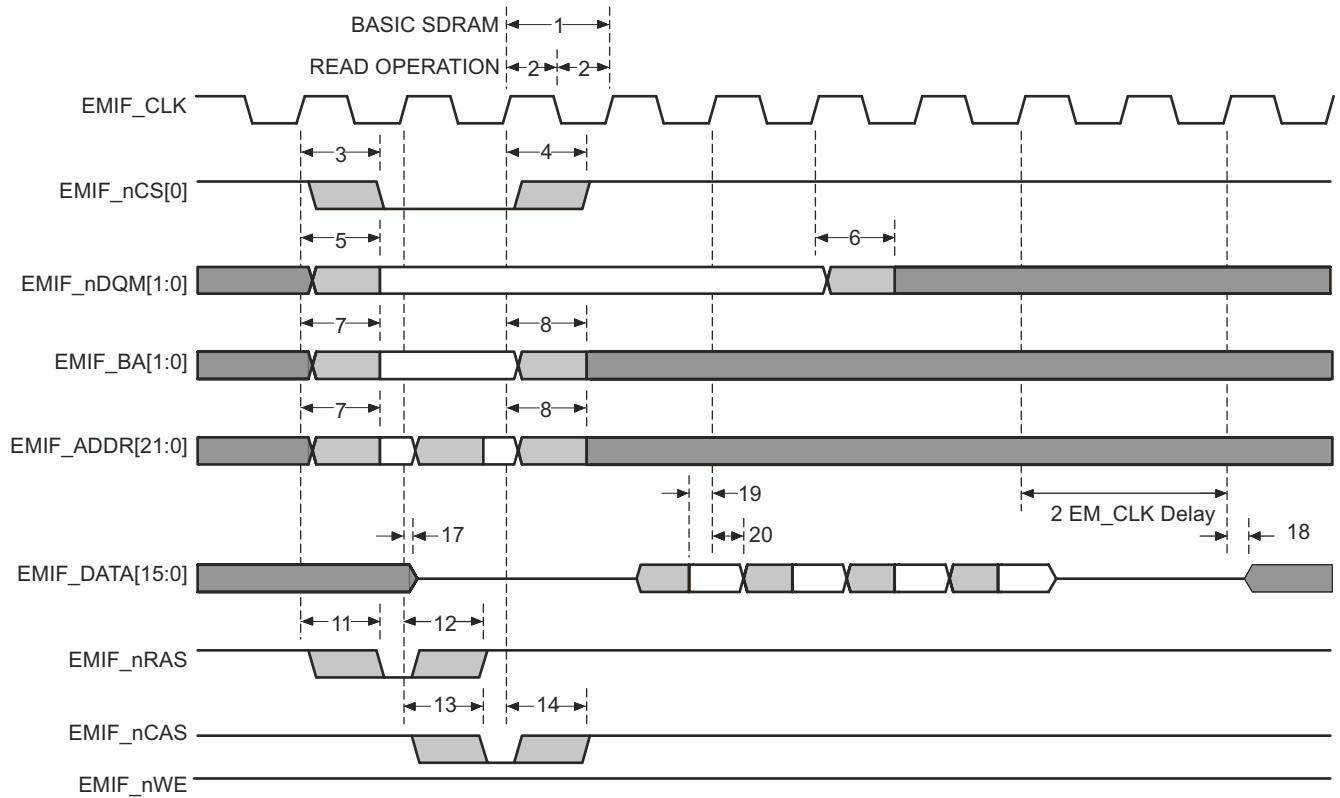 BASIC SDRAM 1
READ OPERATION 2 2
EMIF_CLK
3 4
EMIF_nCS[0]
5 6
EMIF_nDQM[1:0]
7 8
EMIF_BA[1:0]
7 8
EMIF_ADDR[21:0]
19
2 EM_CLK Delay
17 20 18
EMIF_DATA[15:0]
11 12
EMIF_nRAS
13 14
EMIF_nCAS
EMIF_nWE